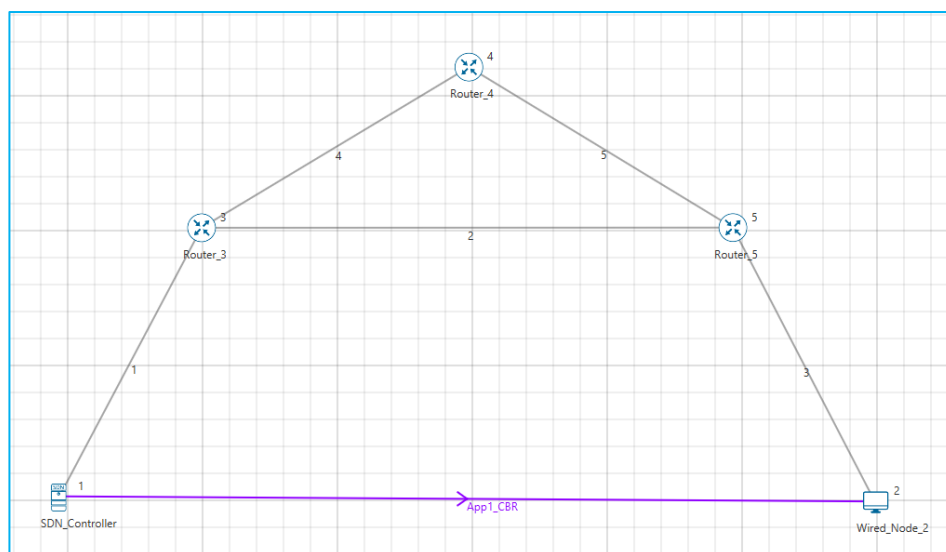 4
Router_4
4
5
3
5
2
Router_3
Router_5
1
3
SDN
1
2
App1_CBR
SDN_Controller
Wired_Node_2